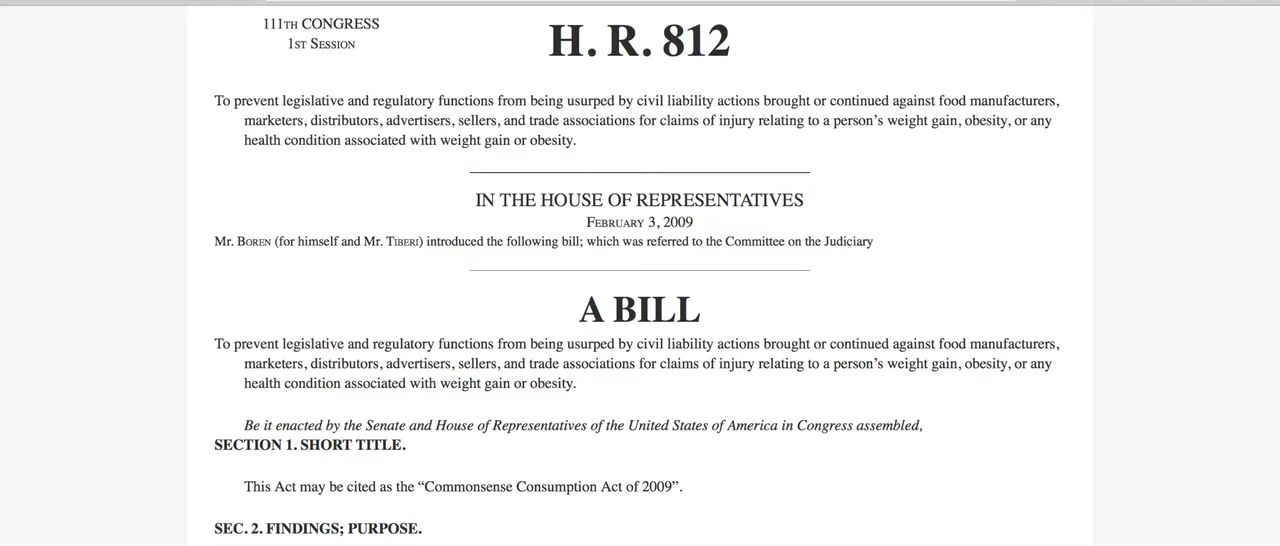 111TH CONGRESS
1ST SESSION
H. R. 812
To prevent legislative and regulatory functions from being usurped by civil liability actions brought or continued against food manufacturers,
marketers, distributors, advertisers, sellers, and trade associations for claims of injury relating to a person’s weight gain, obesity, or any
health condition associated with weight gain or obesity.
IN THE HOUSE OF REPRESENTATIVES
FEBRUARY 3, 2009
Mr. BOREN (for himself and Mr. TIBERI) introduced the following bill; which was referred to the Committee on the Judiciary
A BILL
To prevent legislative and regulatory functions from being usurped by civil liability actions brought or continued against food manufacturers,
marketers, distributors, advertisers, sellers, and trade associations for claims of injury relating to a person’s weight gain, obesity, or any
health condition associated with weight gain or obesity.
Be it enacted by the Senate and House of Representatives of the United States of America in Congress assembled,
SECTION 1. SHORT TITLE.
This Act may be cited as the “Commonsense Consumption Act of 2009”.
SEC. 2. FINDINGS; PURPOSE.